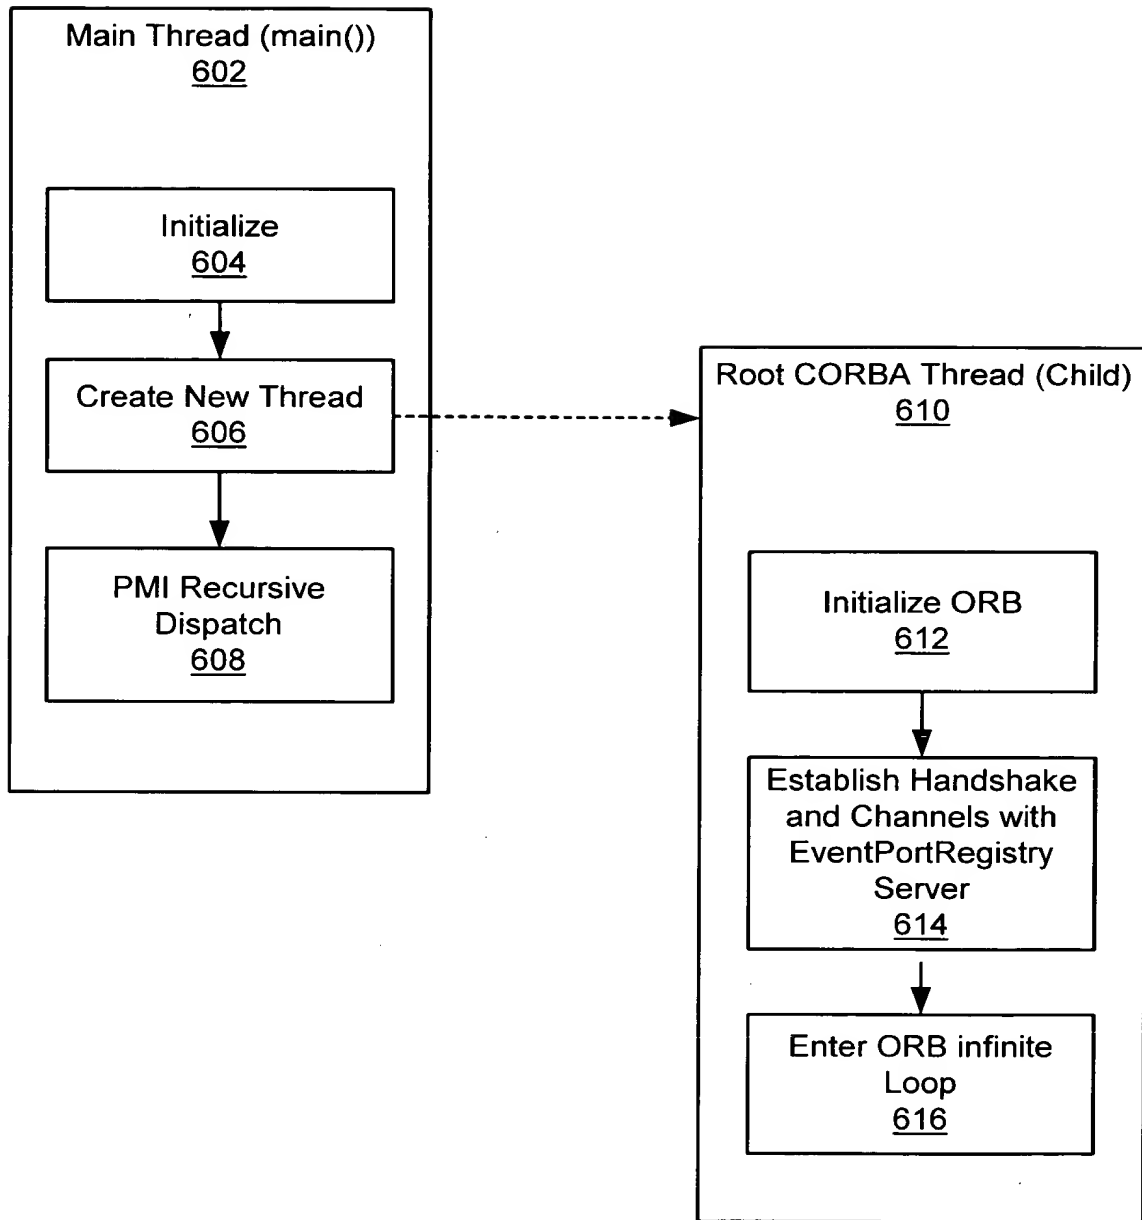 Main Thread (main())
602
Initialize
604
Create New Thread
606
PMI Recursive
Dispatch
608
Root CORBA Thread (Child)
610
Initialize ORB
612
Establish Handshake
and Channels with
EventPortRegistry
Server
614
Enter ORB infinite
Loop
616